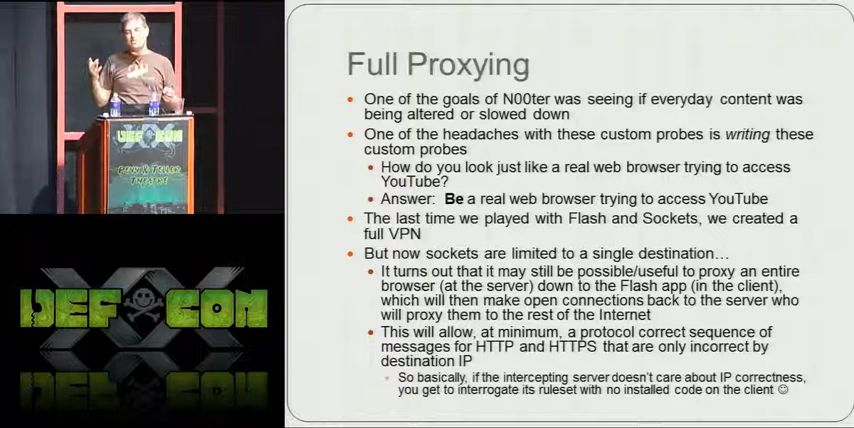 DEF CON
PENN & TELLER
THEATRE
XX
DEF CON
Full Proxying
One of the goals of N00ter was seeing if everyday content was
being altered or slowed down
One of the headaches with these custom probes is writing these
custom probes
How do you look just like a real web browser trying to access
YouTube?
Answer: Be a real web browser trying to access YouTube
The last time we played with Flash and Sockets, we created a
full VPN
But now sockets are limited to a single destination…
It turns out that it may still be possible/useful to proxy an entire
browser (at the server) down to the Flash app (in the client),
which will then make open connections back to the server who
will proxy them to the rest of the Internet
This will allow, at minimum, a protocol correct sequence of
messages for HTTP and HTTPS that are only incorrect by
destination IP
So basically, if the intercepting server doesn't care about IP correctness,
you get to interrogate its ruleset with no installed code on the client ☺